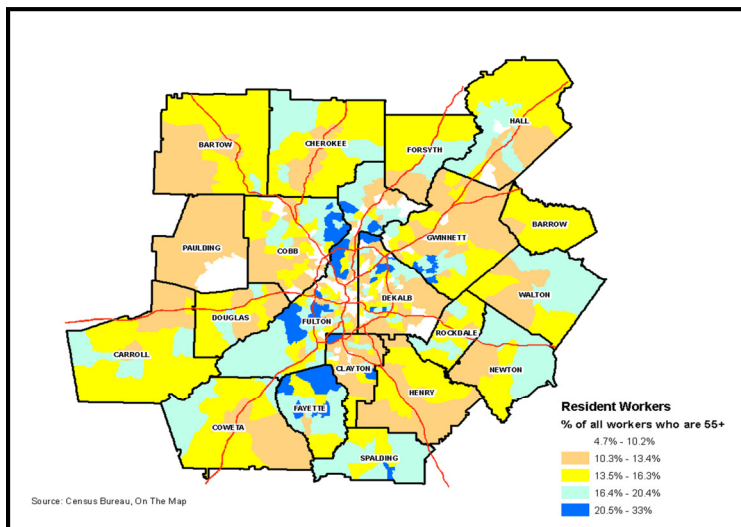 HALL
BARTOW
CHEROKEE
FORSYTH
BARROW
PAULDING
COBB
GWINNETT
WALTON
DEKALB
DOUGLAS
FULTON
ROCKDALE
CARROLL
CLAYTON
NEWTON
HENRY
FAYETTE
COWETA
SPALDING
Resident Workers
% of all workers who are 55+
4.7% - 10.2%
10.3% - 13.4%
13.5% - 16.3%
16.4% - 20.4%
20.5% - 33%
Source: Census Bureau, On The Map